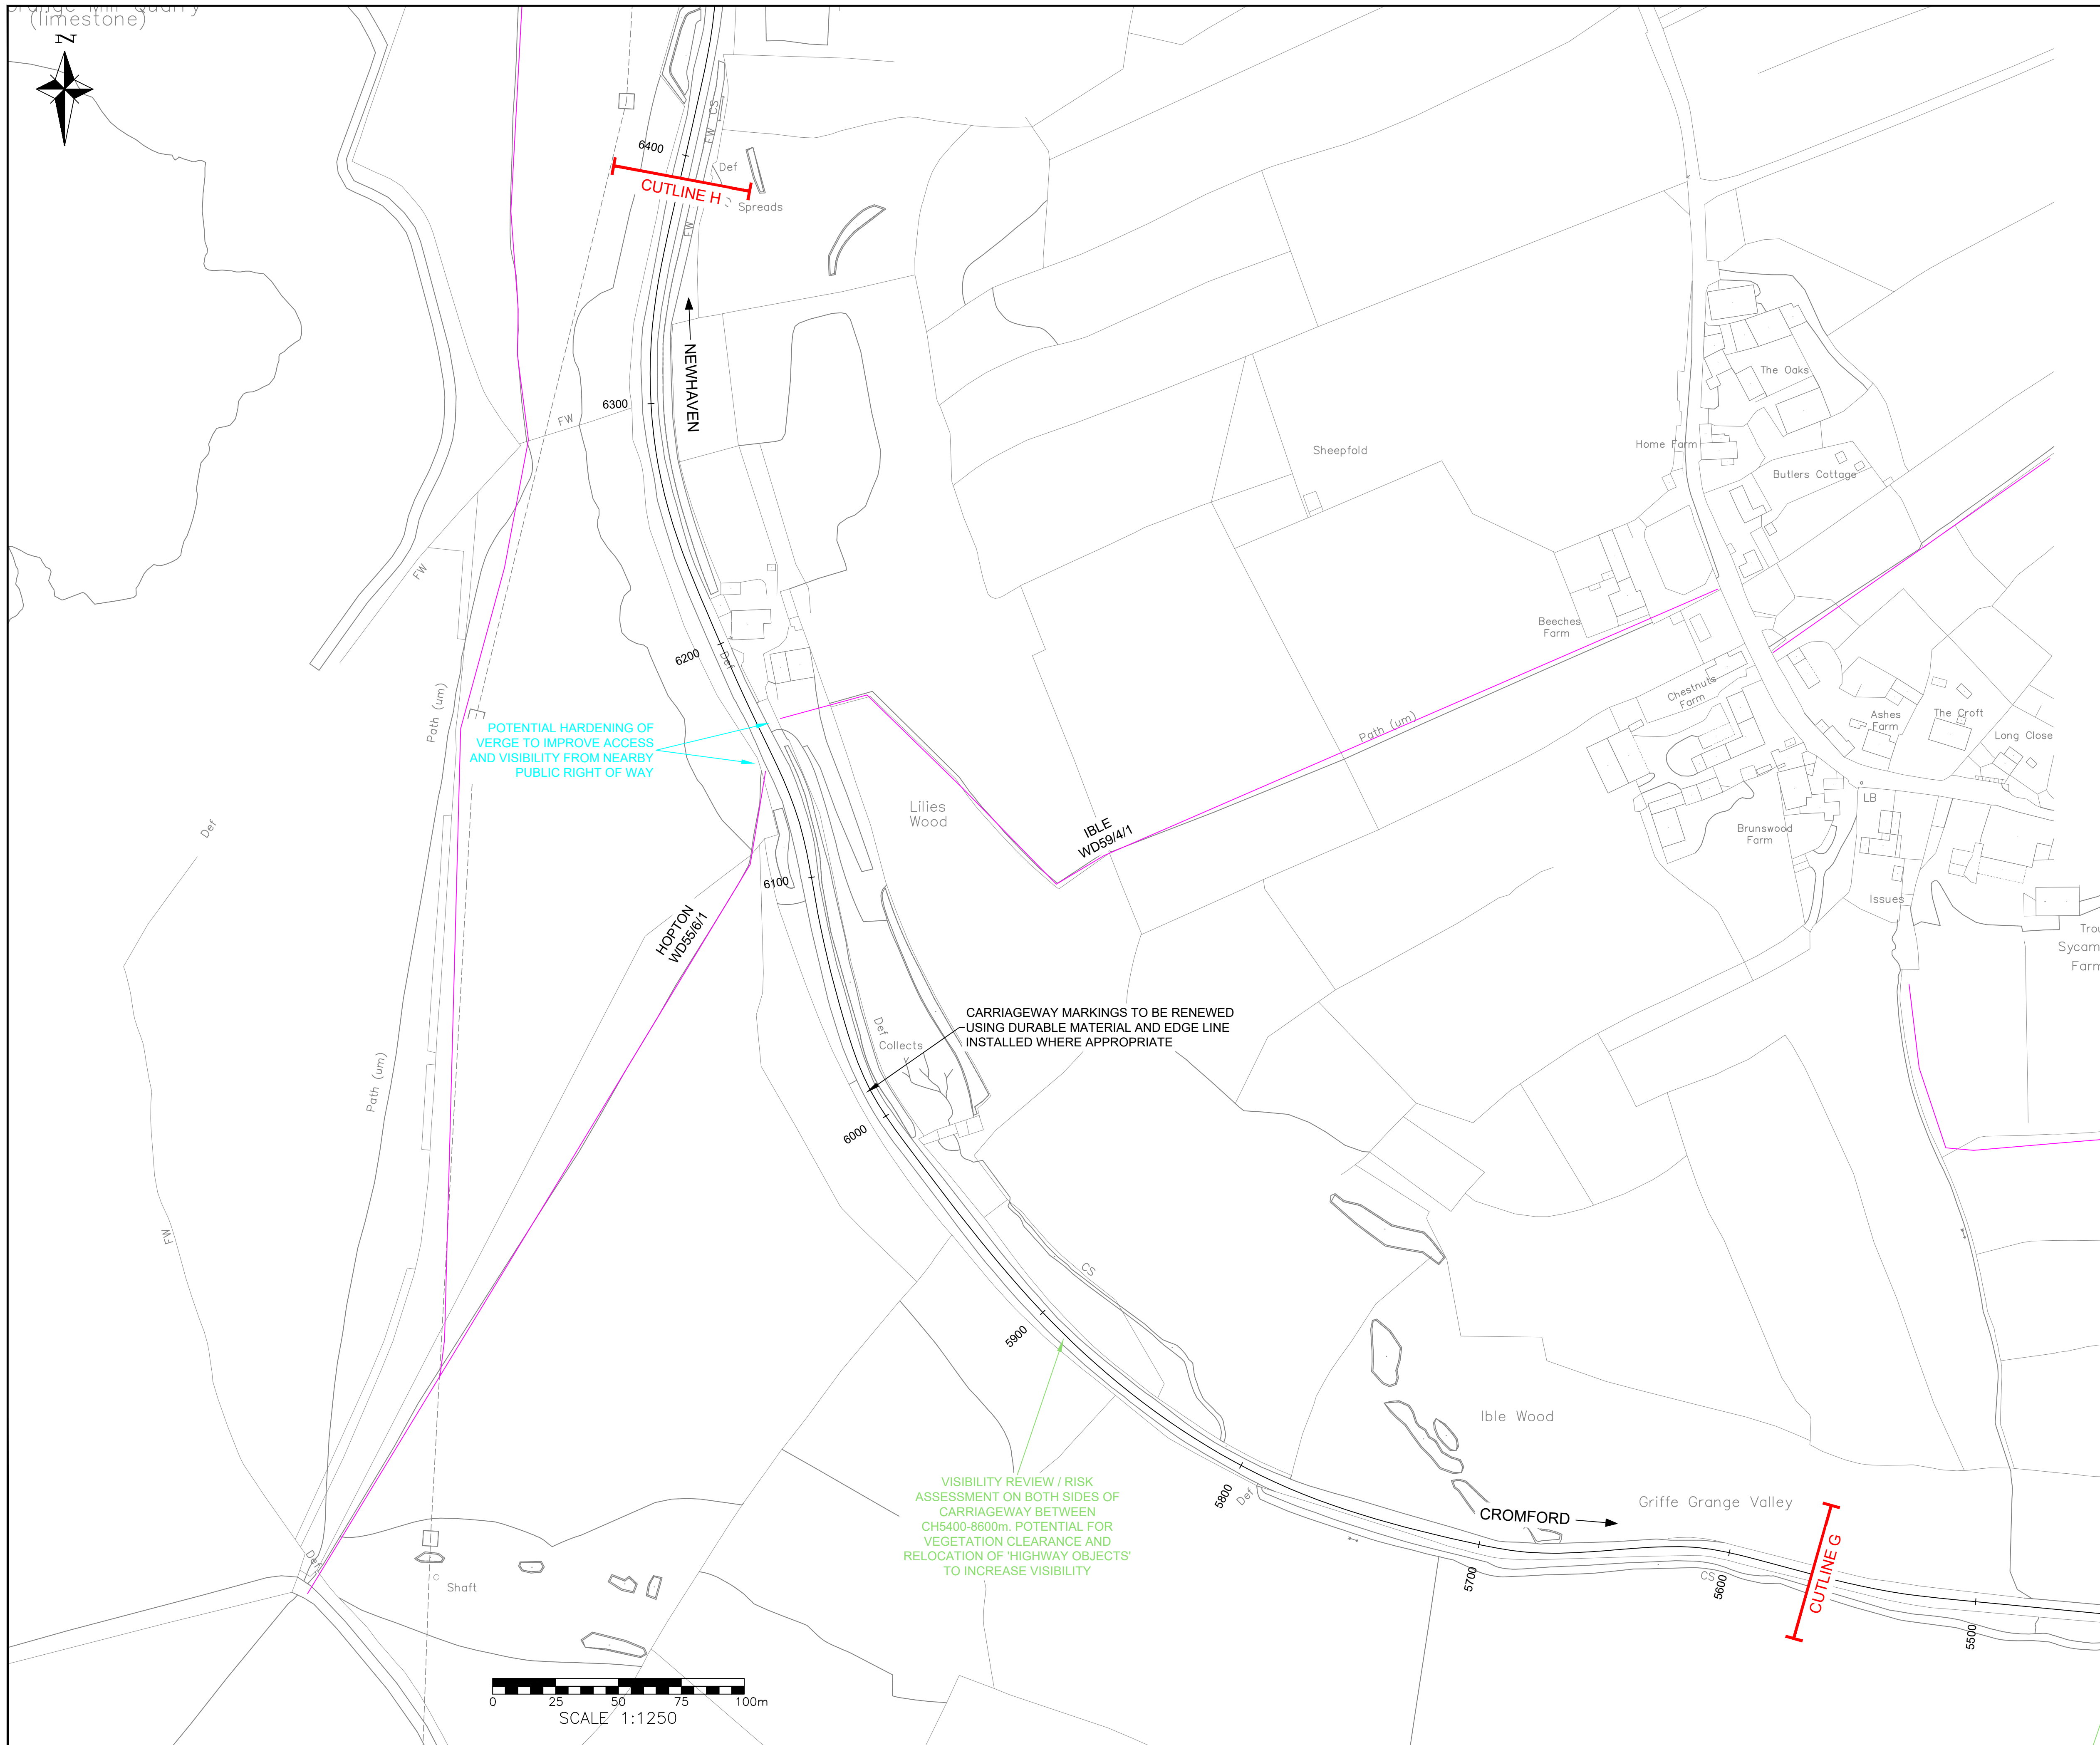 (limestone)
N
6400
FW CS
Def
CUTLINE H
Spreads
FW
NEWHAVEN
6300
FW
The Oaks
Home Farm
Sheepfold
Butlers Cottage
FW
Beeches
Farm
6200
Def
Path (um)
POTENTIAL HARDENING OF
VERGE TO IMPROVE ACCESS
AND VISIBILITY FROM NEARBY
PUBLIC RIGHT OF WAY
Chestnuts
Farm
Ashes
Farm
The Croft
Long Close
Path (um)
Lilies
Wood
LB
Def
IBLE
WD59/4/1
Brunswood
Farm
6100
Issues
HOPTON
WD55/6/1
Sycam
Farm
CARRIAGEWAY MARKINGS TO BE RENEWED
USING DURABLE MATERIAL AND EDGE LINE
INSTALLED WHERE APPROPRIATE
Def
Collects
Path (um)
6000
FW
CS
5900
Ible Wood
VISIBILITY REVIEW / RISK
ASSESSMENT ON BOTH SIDES OF
CARRIAGEWAY BETWEEN
CH5400-8600m. POTENTIAL FOR
VEGETATION CLEARANCE AND
RELOCATION OF 'HIGHWAY OBJECTS'
TO INCREASE VISIBILITY
5800
Def
Griffe Grange Valley
CROMFORD
CUTLINE G
Def
Shaft
5700
CS
5600
5500
0 25 50 75 100m
SCALE 1:1250